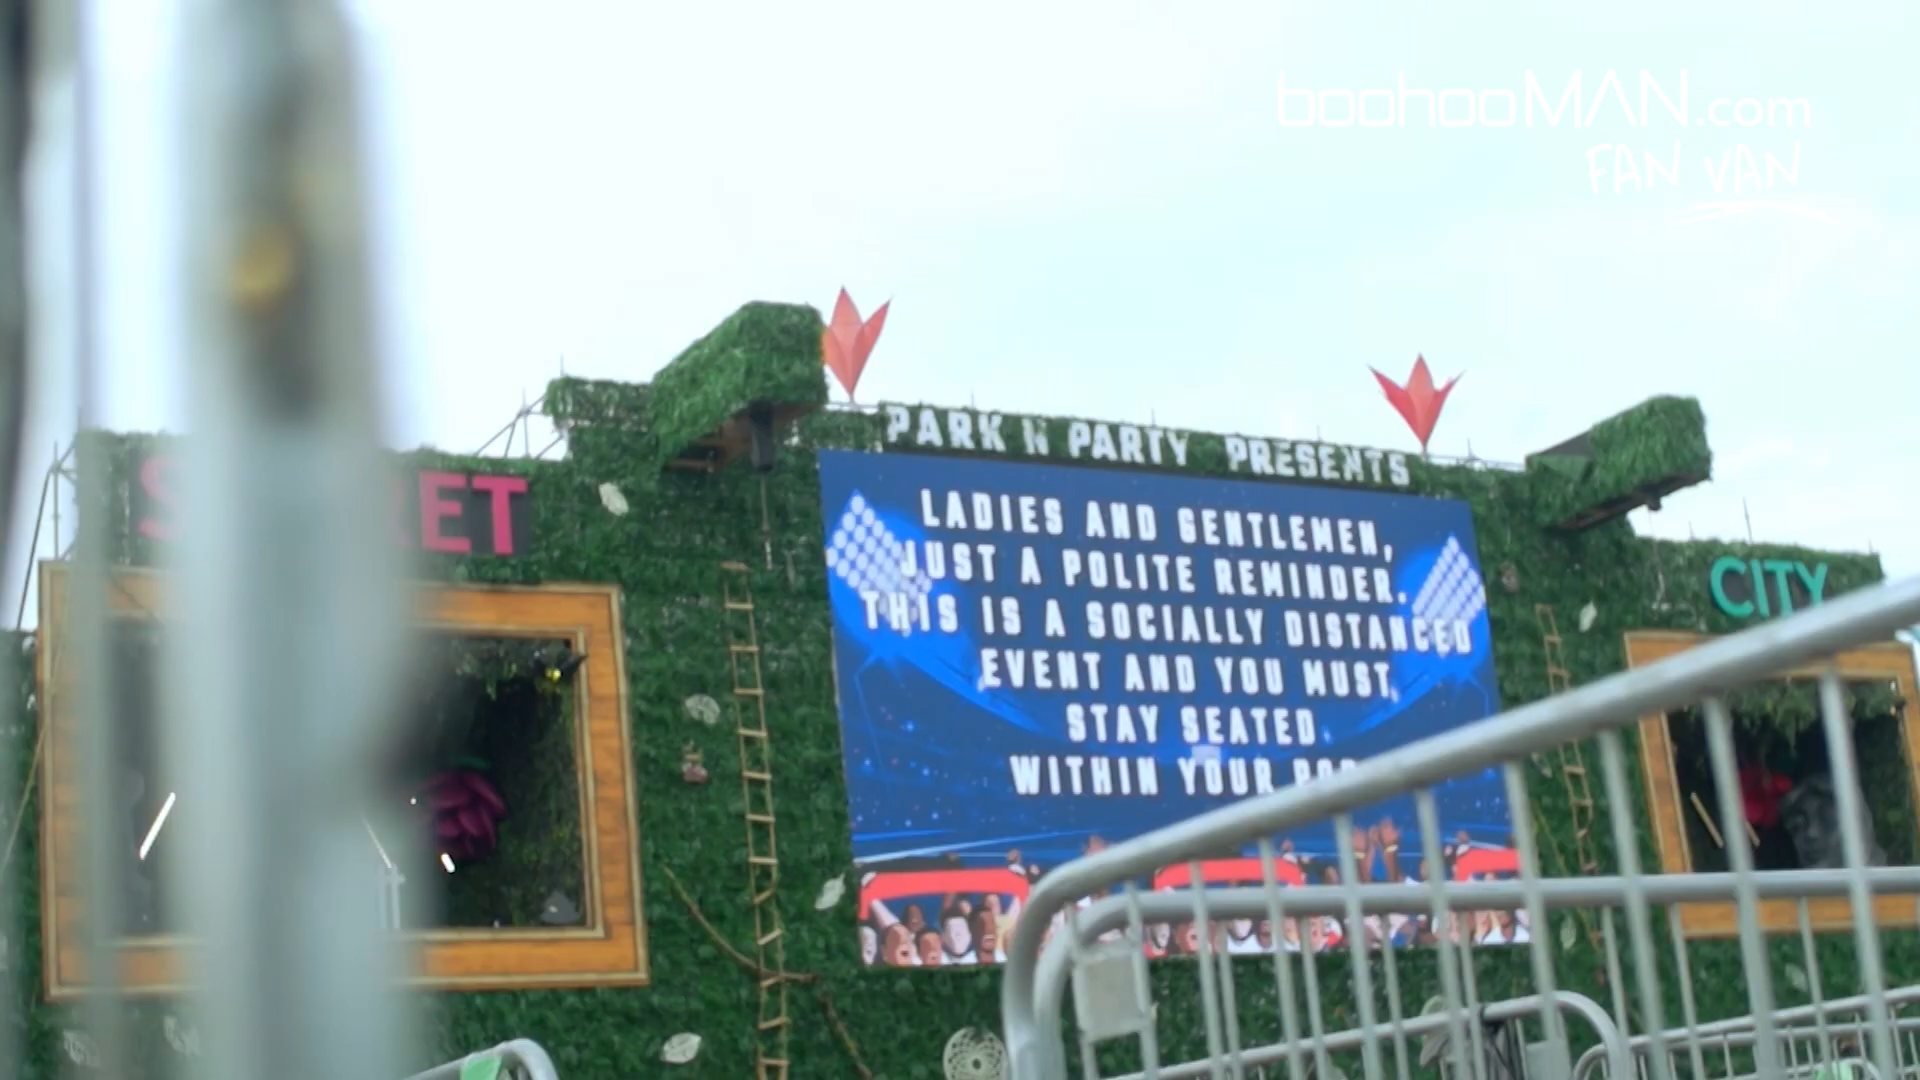 boohooMAN.com
FAN VAN
PARK N PARTY PRESENTS
LADIES AND GENTLEMEN,
JUST A POLITE REMINDER.
THIS IS A SOCIALLY DISTANCED
EVENT AND YOU MUST
STAY SEATED
WITHIN YOUR
CITY